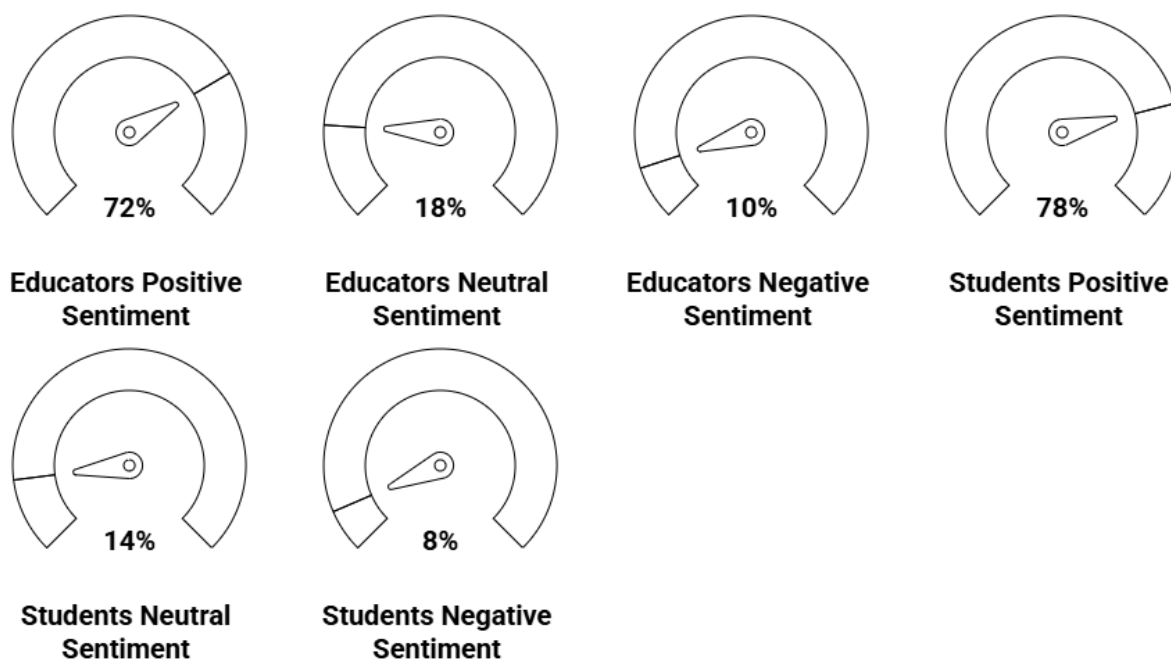 72%
18%
10%
78%
Educators Positive
Sentiment
Educators Neutral
Sentiment
Educators Negative
Sentiment
Students Positive
Sentiment
14%
8%
Students Neutral
Sentiment
Students Negative
Sentiment